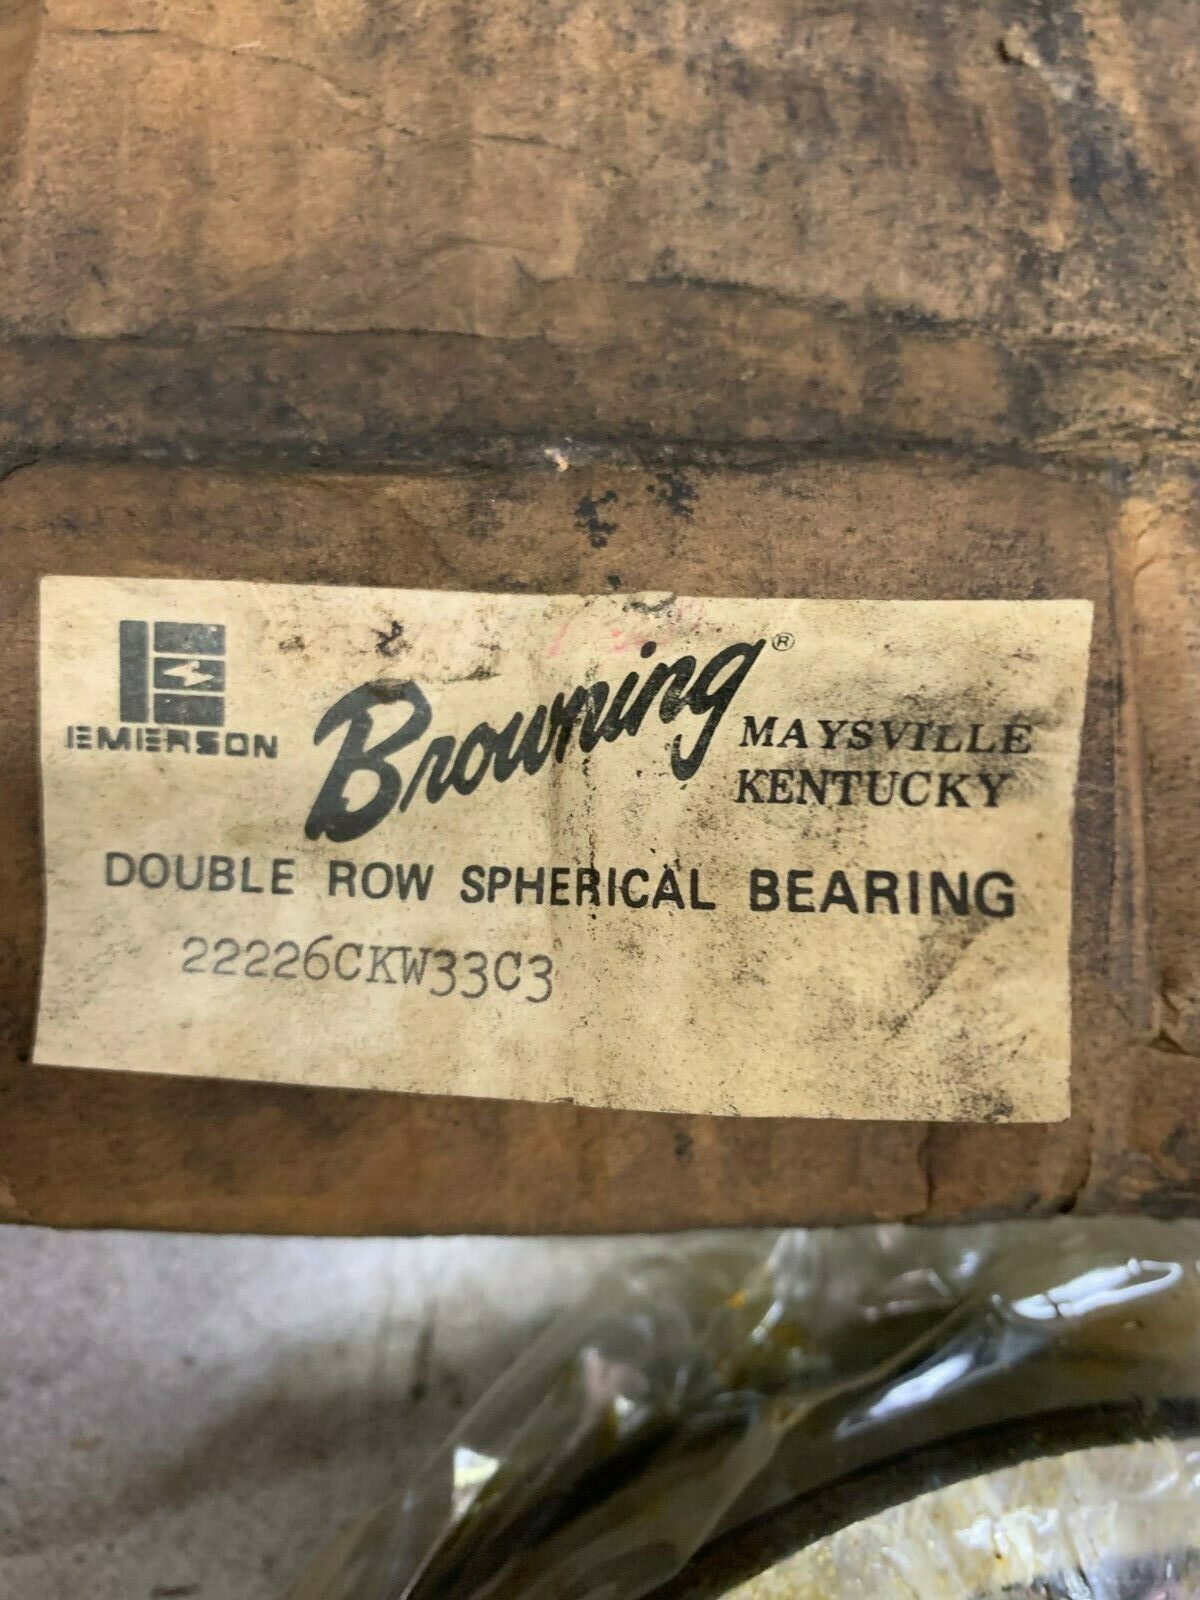 EMERSON
Browning®
MAYSVILLE
KENTUCKY
DOUBLE ROW SPHERICAL BEARING
22226CKW33C3